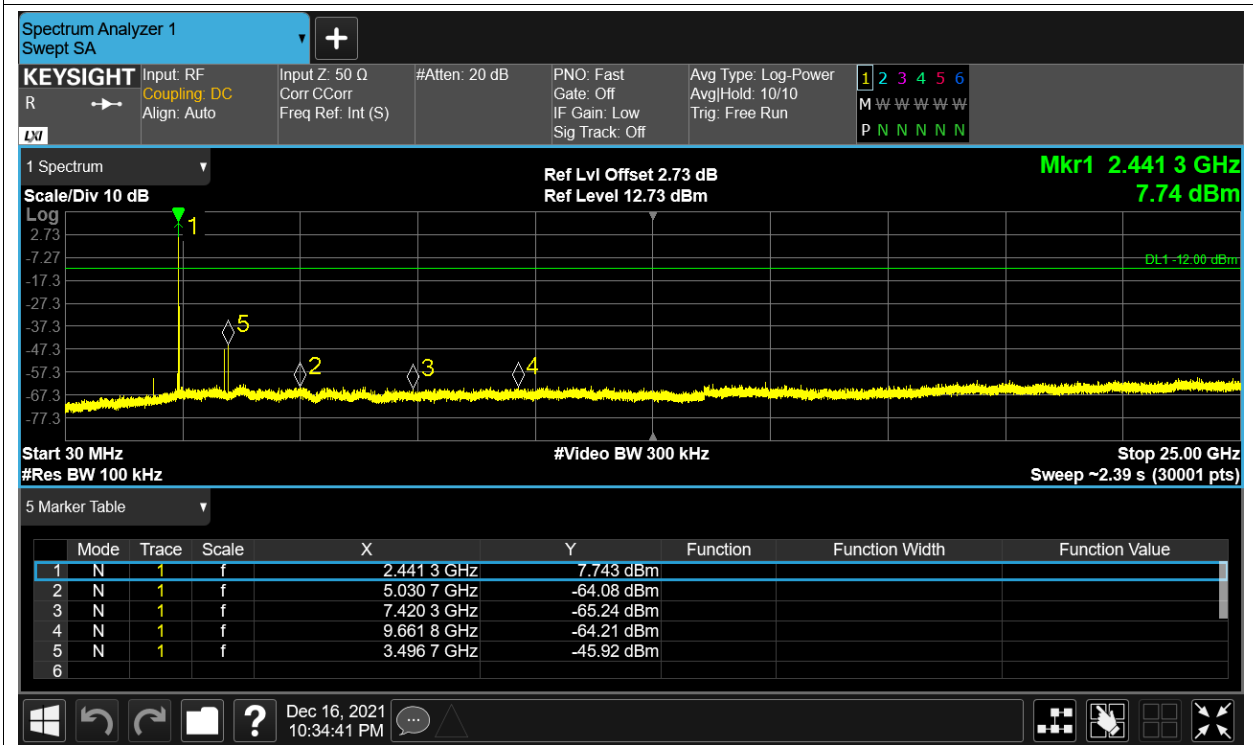 Spectrum Analyzer 1
Swept SA
KEYSIGHT
R
LXI
Input: RF
Coupling: DC
Align: Auto
Input Z: 50 Ω
Corr CCorr
Freq Ref: Int (S)
#Atten: 20 dB
PNO: Fast
Gate: Off
IF Gain: Low
Sig Track: Off
Avg Type: Log-Power
Avg|Hold: 10/10
Trig: Free Run
1 2 3 4 5 6
M W W W W W
P N N N N N
1 Spectrum
Scale/Div 10 dB
Ref Lvl Offset 2.73 dB
Ref Level 12.73 dBm
Mkr1 2.441 3 GHz
7.74 dBm
Log
2.73
-7.27
-17.3
-27.3
-37.3
-47.3
-57.3
-67.3
-77.3
1
DL1 -12.00 dBm
5
2
3
4
Start 30 MHz
#Video BW 300 kHz
Stop 25.00 GHz
#Res BW 100 kHz
Sweep ~2.39 s (30001 pts)
5 Marker Table
Mode Trace Scale X Y Function Function Width Function Value
1 N 1 f 2.441 3 GHz 7.743 dBm
2 N 1 f 5.030 7 GHz -64.08 dBm
3 N 1 f 7.420 3 GHz -65.24 dBm
4 N 1 f 9.661 8 GHz -64.21 dBm
5 N 1 f 3.496 7 GHz -45.92 dBm
6
?
Dec 16, 2021
10:34:41 PM